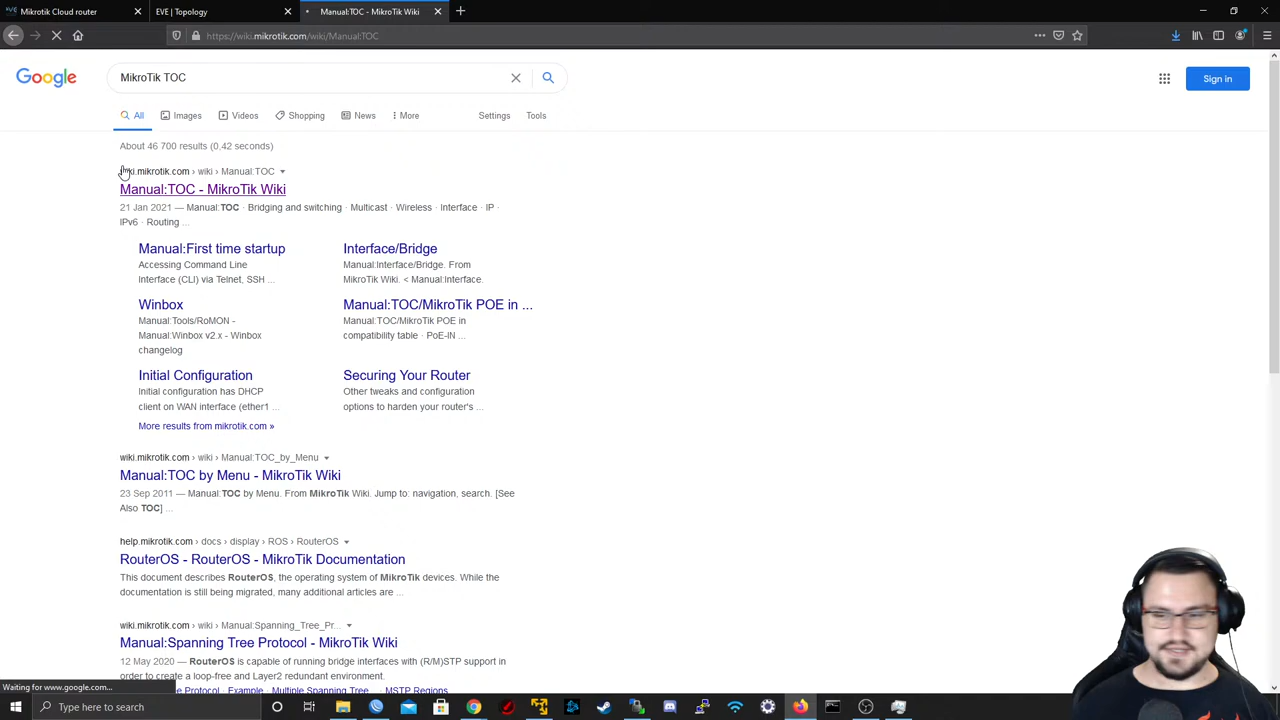 Mikrotik Cloud router
EVE | Topology
Manual:TOC - MikroTik Wiki
https://wiki.mikrotik.com/wiki/Manual:TOC
Google
MikroTik TOC
Sign in
All
Images
Videos
Shopping
News
More
Settings
Tools
About 46 700 results (0,42 seconds)
ki.mikrotik.com › wiki › Manual:TOC
Manual:TOC - MikroTik Wiki
21 Jan 2021 — Manual:TOC · Bridging and switching · Multicast · Wireless · Interface · IP ·
IPv6 · Routing ...
Manual:First time startup
Accessing Command Line
Interface (CLI) via Telnet, SSH ...
Interface/Bridge
Manual:Interface/Bridge. From
MikroTik Wiki. < Manual:Interface.
Winbox
Manual:Tools/RoMON -
Manual:Winbox v2.x - Winbox
changelog
Manual:TOC/MikroTik POE in ...
Manual:TOC/MikroTik POE in
compatibility table · PoE-IN ...
Initial Configuration
Initial configuration has DHCP
client on WAN interface (ether1 ...
Securing Your Router
Other tweaks and configuration
options to harden your router's ...
More results from mikrotik.com »
wiki.mikrotik.com › wiki › Manual:TOC_by_Menu
Manual:TOC by Menu - MikroTik Wiki
23 Sep 2011 — Manual:TOC by Menu. From MikroTik Wiki. Jump to: navigation, search. [See
Also TOC] ...
help.mikrotik.com › docs › display › ROS › RouterOS
RouterOS - RouterOS - MikroTik Documentation
This document describes RouterOS, the operating system of MikroTik devices. While the
documentation is still being migrated, many additional articles are ...
wiki.mikrotik.com › wiki › Manual:Spanning_Tree_Pr...
Manual:Spanning Tree Protocol - MikroTik Wiki
12 May 2020 — RouterOS is capable of running bridge interfaces with (R/M)STP support in
order to create a loop-free and Layer2 redundant environment.
ee Protocol · Example · Multiple Spanning Tree... · MSTP Regions
Waiting for www.google.com...
Type here to search